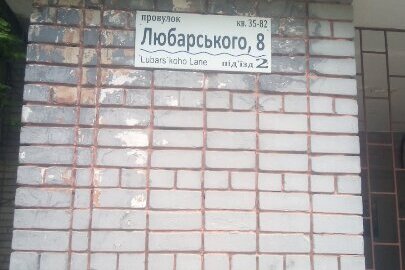 провулок кв. 35-82
Любарського, 8
Lubars'koho Lane під'їзд 2